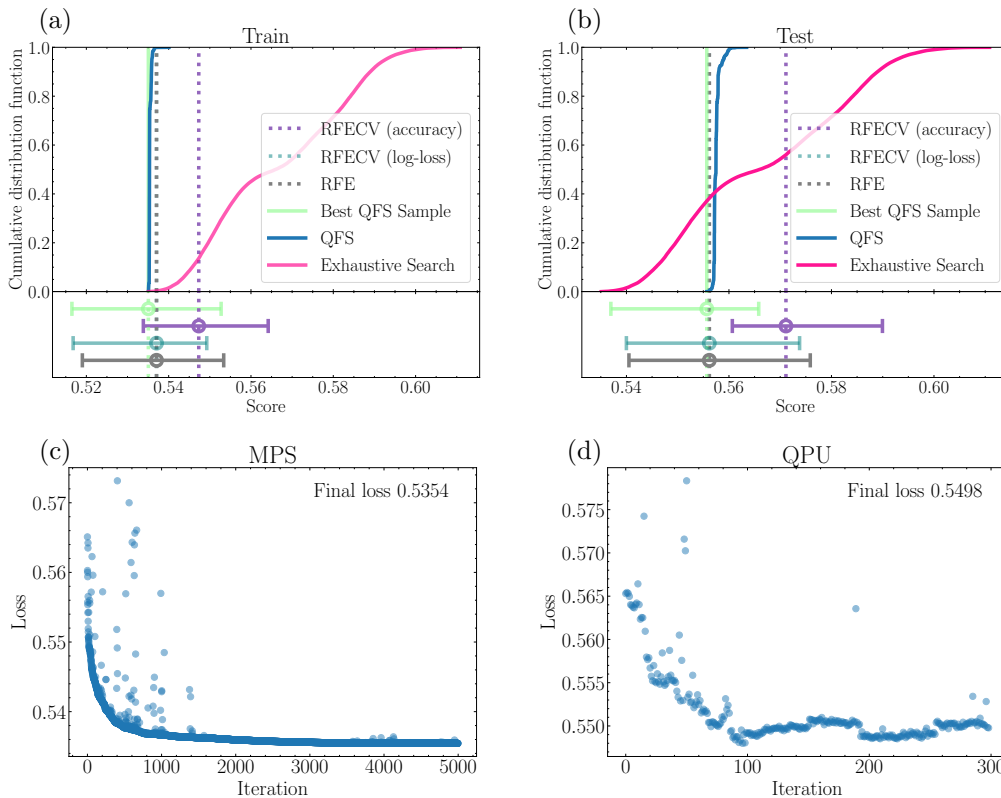 (a)
Train
Cumulative distribution function
1.0
0.8
0.6
0.4
0.2
0.0
RFECV (accuracy)
RFECV (log-loss)
RFE
Best QFS Sample
QFS
Exhaustive Search
0.52
0.54
0.56
0.58
0.60
Score
(b)
Test
Cumulative distribution function
1.0
0.8
0.6
0.4
0.2
0.0
RFECV (accuracy)
RFECV (log-loss)
RFE
Best QFS Sample
QFS
Exhaustive Search
0.54
0.56
0.58
0.60
Score
(c)
MPS
Final loss 0.5354
Loss
0.57
0.56
0.55
0.54
0
1000
2000
3000
4000
5000
Iteration
(d)
QPU
Final loss 0.5498
Loss
0.575
0.570
0.565
0.560
0.555
0.550
0
100
200
300
Iteration